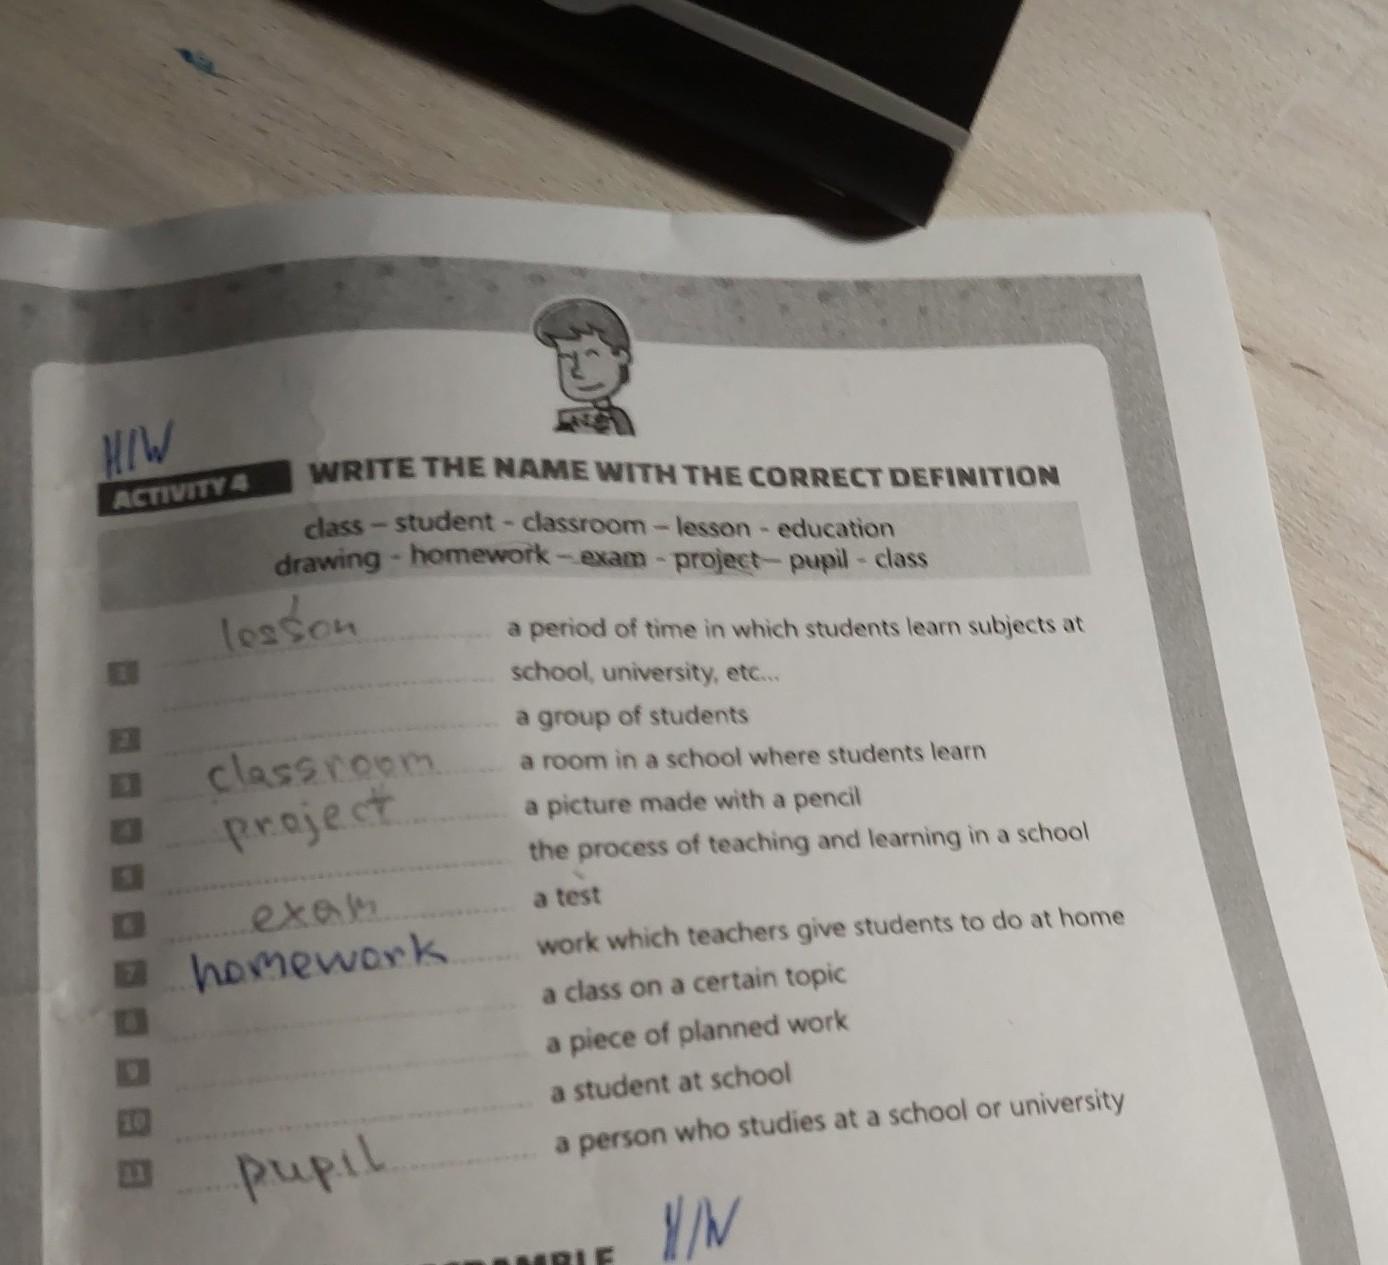 H/W
ACTIVITY 4 WRITE THE NAME WITH THE CORRECT DEFINITION
class – student - classroom – lesson - education
drawing - homework – exam - project – pupil - class
lesson a period of time in which students learn subjects at
1 school, university, etc...
2 a group of students
3 classroom a room in a school where students learn
4 project a picture made with a pencil
5 the process of teaching and learning in a school
6 exam a test
7 homework work which teachers give students to do at home
8 a class on a certain topic
9 a piece of planned work
10 a student at school
11 pupil a person who studies at a school or university
H/W